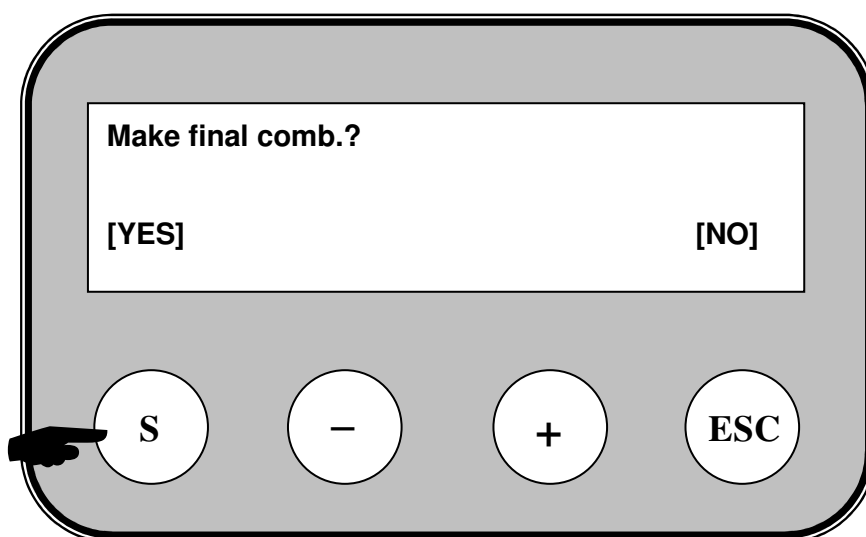 Make final comb.?
[YES] [NO]
S – + ESC